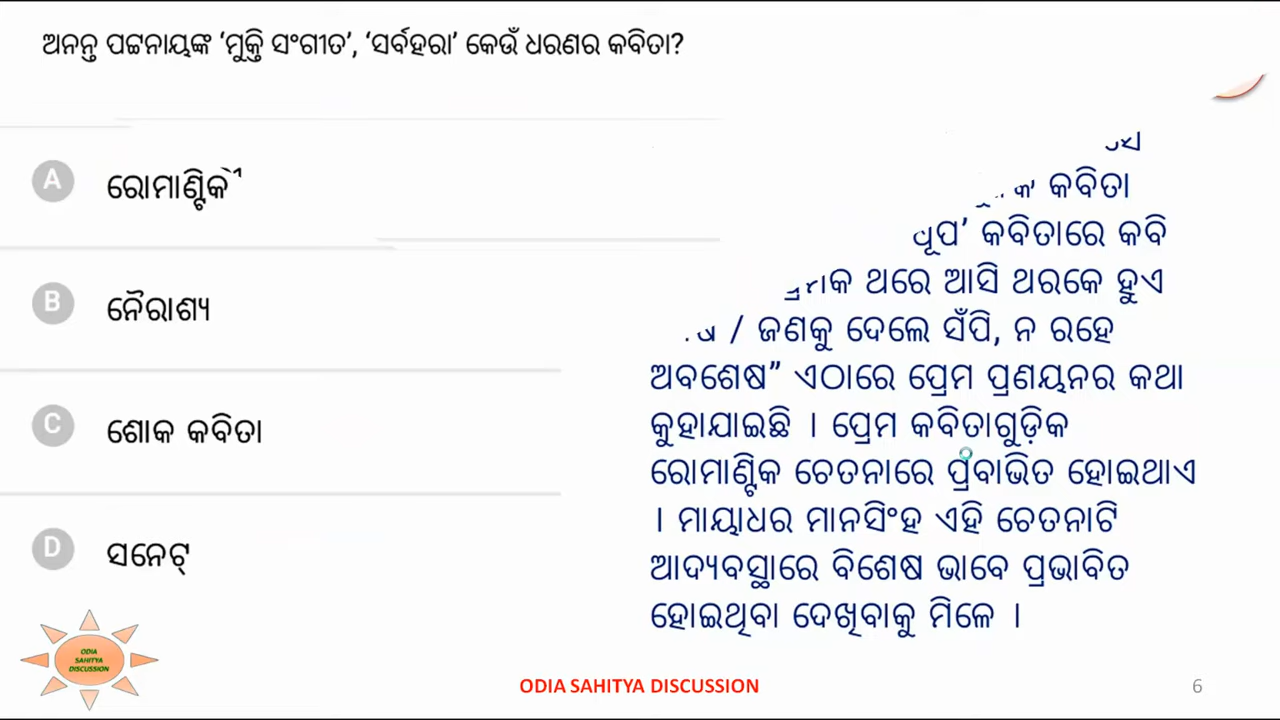 ଅନନ୍ତ ପଟ୍ଟନାୟଙ୍କ ‘ମୁକ୍ତି ସଂଗୀତ’, ‘ସର୍ବହରା’ କେଉଁ ଧରଣର କବିତା?
A ରୋମାଣ୍ଟିକ
B ନୈରାଶ୍ୟ
C ଶୋକ କବିତା
D ସନେଟ୍
କବିତା
କବିତାରେ କବି
ଥରେ ଆସି ଥରକେ ହୁଏ
/ ଜଣକୁ ଦେଲେ ସଁପି, ନ ରହେ
ଅବଶେଷ” ଏଠାରେ ପ୍ରେମ ପ୍ରଣୟନର କଥା
କୁହାଯାଇଛି । ପ୍ରେମ କବିତାଗୁଡ଼ିକ
ରୋମାଣ୍ଟିକ ଚେତନାରେ ପ୍ରବାଭିତ ହୋଇଥାଏ
। ମାୟାଧର ମାନସିଂହ ଏହି ଚେତନାଟି
ଆଦ୍ୟବସ୍ଥାରେ ବିଶେଷ ଭାବେ ପ୍ରଭାବିତ
ହୋଇଥିବା ଦେଖିବାକୁ ମିଳେ ।
ODIA
SAHITYA
DISCUSSION
ODIA SAHITYA DISCUSSION
6